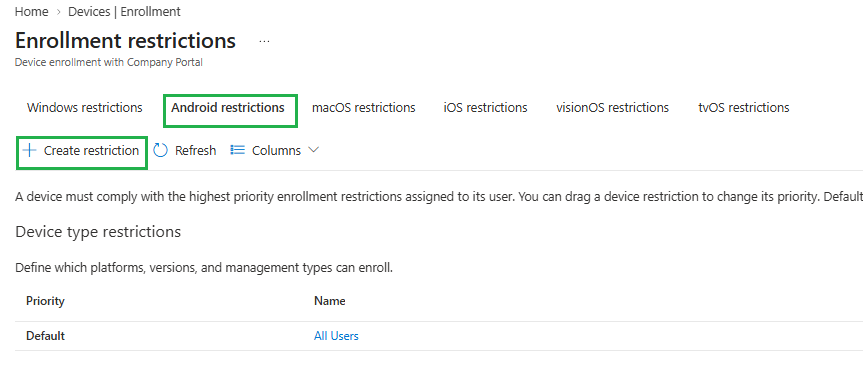 Home > Devices | Enrollment
Enrollment restrictions ...
Device enrollment with Company Portal
Windows restrictions Android restrictions macOS restrictions iOS restrictions visionOS restrictions tvOS restrictions
+ Create restriction Refresh Columns
A device must comply with the highest priority enrollment restrictions assigned to its user. You can drag a device restriction to change its priority. Default
Device type restrictions
Define which platforms, versions, and management types can enroll.
Priority Name
Default All Users